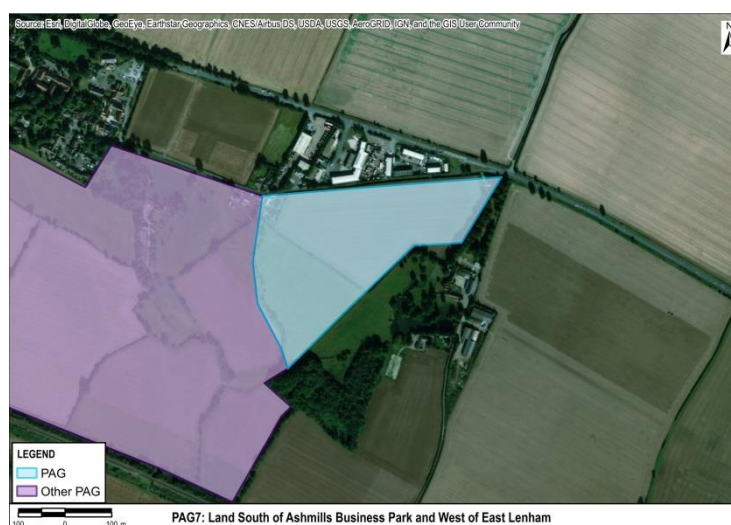 Source: Esri, DigitalGlobe, GeoEye, Earthstar Geographics, CNES/Airbus DS, USDA, USGS, AeroGRID, IGN, and the GIS User Community
N
LEGEND
PAG
Other PAG
100 0 100 m
PAG7: Land South of Ashmills Business Park and West of East Lenham